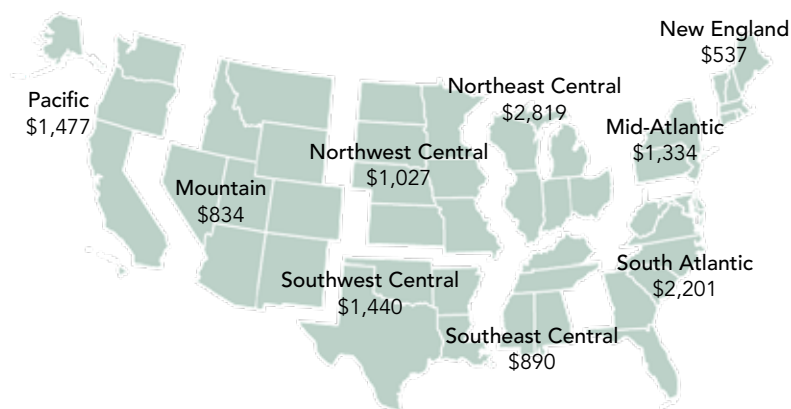 New England
$537
Northeast Central
$2,819
Pacific
$1,477
Mid-Atlantic
$1,334
Northwest Central
$1,027
Mountain
$834
South Atlantic
$2,201
Southwest Central
$1,440
Southeast Central
$890